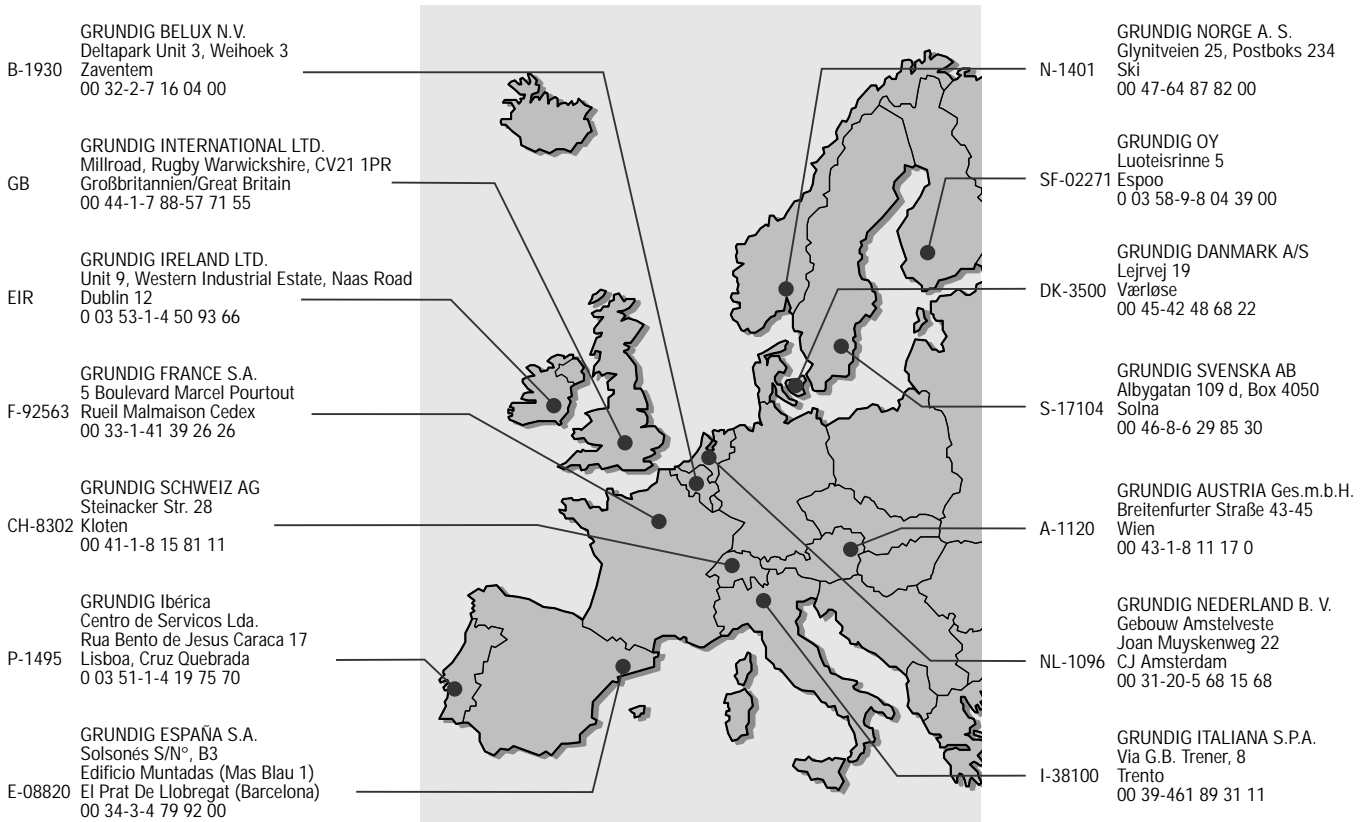 GRUNDIG BELUX N.V.
Deltapark Unit 3, Weihoek 3
B-1930 Zaventem
00 32-2-7 16 04 00
GRUNDIG INTERNATIONAL LTD.
Millroad, Rugby Warwickshire, CV21 1PR
GB Großbritannien/Great Britain
00 44-1-7 88-57 71 55
GRUNDIG IRELAND LTD.
Unit 9, Western Industrial Estate, Naas Road
EIR Dublin 12
0 03 53-1-4 50 93 66
GRUNDIG FRANCE S.A.
5 Boulevard Marcel Pourtout
F-92563 Rueil Malmaison Cedex
00 33-1-41 39 26 26
GRUNDIG SCHWEIZ AG
Steinacker Str. 28
CH-8302 Kloten
00 41-1-8 15 81 11
GRUNDIG Ibérica
Centro de Servicos Lda.
Rua Bento de Jesus Caraca 17
P-1495 Lisboa, Cruz Quebrada
0 03 51-1-4 19 75 70
GRUNDIG ESPAÑA S.A.
Solsonés S/N°, B3
Edificio Muntadas (Mas Blau 1)
E-08820 El Prat De Llobregat (Barcelona)
00 34-3-4 79 92 00
GRUNDIG NORGE A. S.
Glynitveien 25, Postboks 234
N-1401 Ski
00 47-64 87 82 00
GRUNDIG OY
Luoteisrinne 5
SF-02271 Espoo
0 03 58-9-8 04 39 00
GRUNDIG DANMARK A/S
Lejrvej 19
DK-3500 Værløse
00 45-42 48 68 22
GRUNDIG SVENSKA AB
Albygatan 109 d, Box 4050
S-17104 Solna
00 46-8-6 29 85 30
GRUNDIG AUSTRIA Ges.m.b.H.
Breitenfurter Straße 43-45
A-1120 Wien
00 43-1-8 11 17 0
GRUNDIG NEDERLAND B. V.
Gebouw Amstelveste
Joan Muyskenweg 22
NL-1096 CJ Amsterdam
00 31-20-5 68 15 68
GRUNDIG ITALIANA S.P.A.
Via G.B. Trener, 8
I-38100 Trento
00 39-461 89 31 11